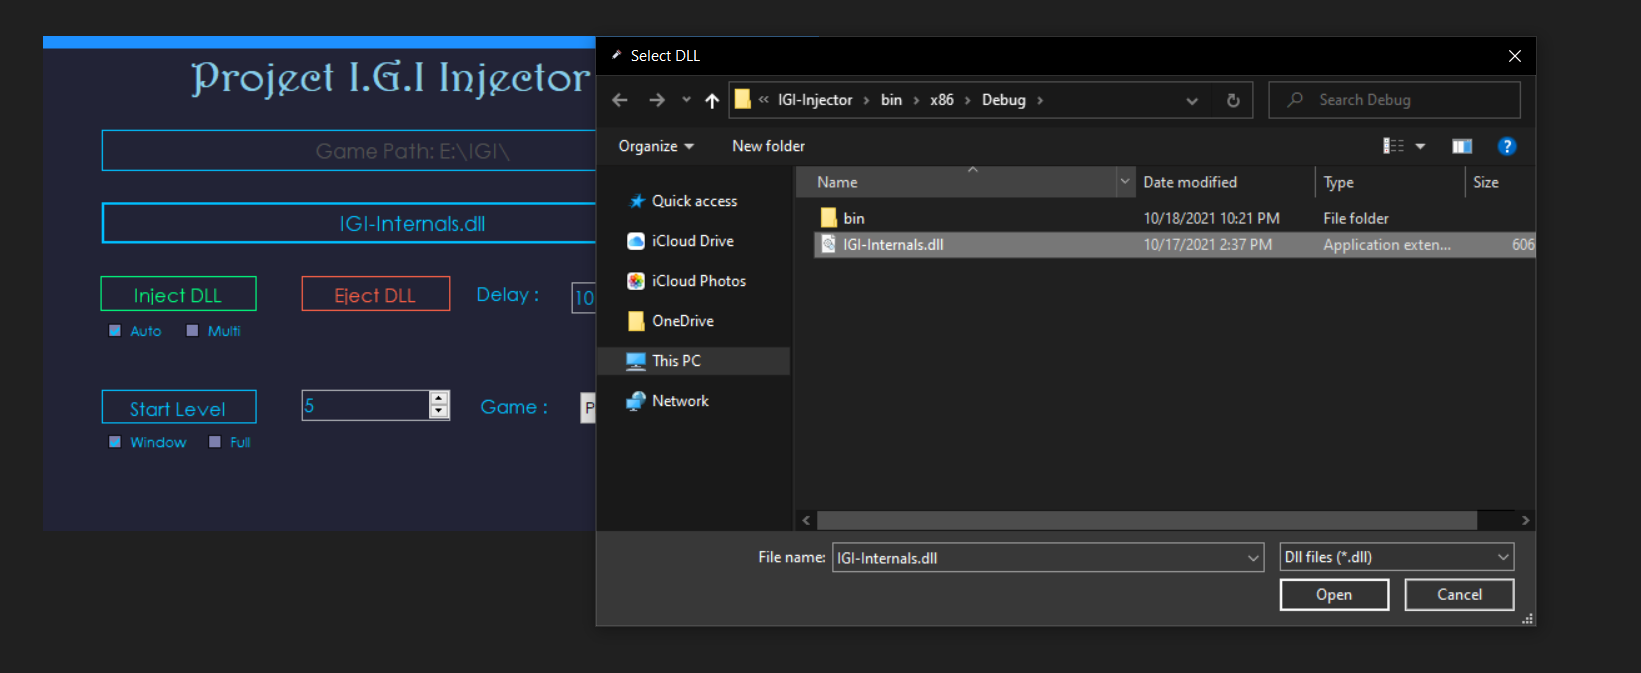 Project I.G.I Injector
Game Path: E:\IGI\
IGI-Internals.dll
Inject DLL
Eject DLL
Delay :
10
Auto
Multi
Start Level
5
Game :
P
Window
Full
Select DLL
« IGI-Injector › bin › x86 › Debug ›
Search Debug
Organize
New folder
Quick access
iCloud Drive
iCloud Photos
OneDrive
This PC
Network
Name Date modified Type Size
bin 10/18/2021 10:21 PM File folder
IGI-Internals.dll 10/17/2021 2:37 PM Application exten... 606
File name: IGI-Internals.dll
Dll files (*.dll)
Open
Cancel